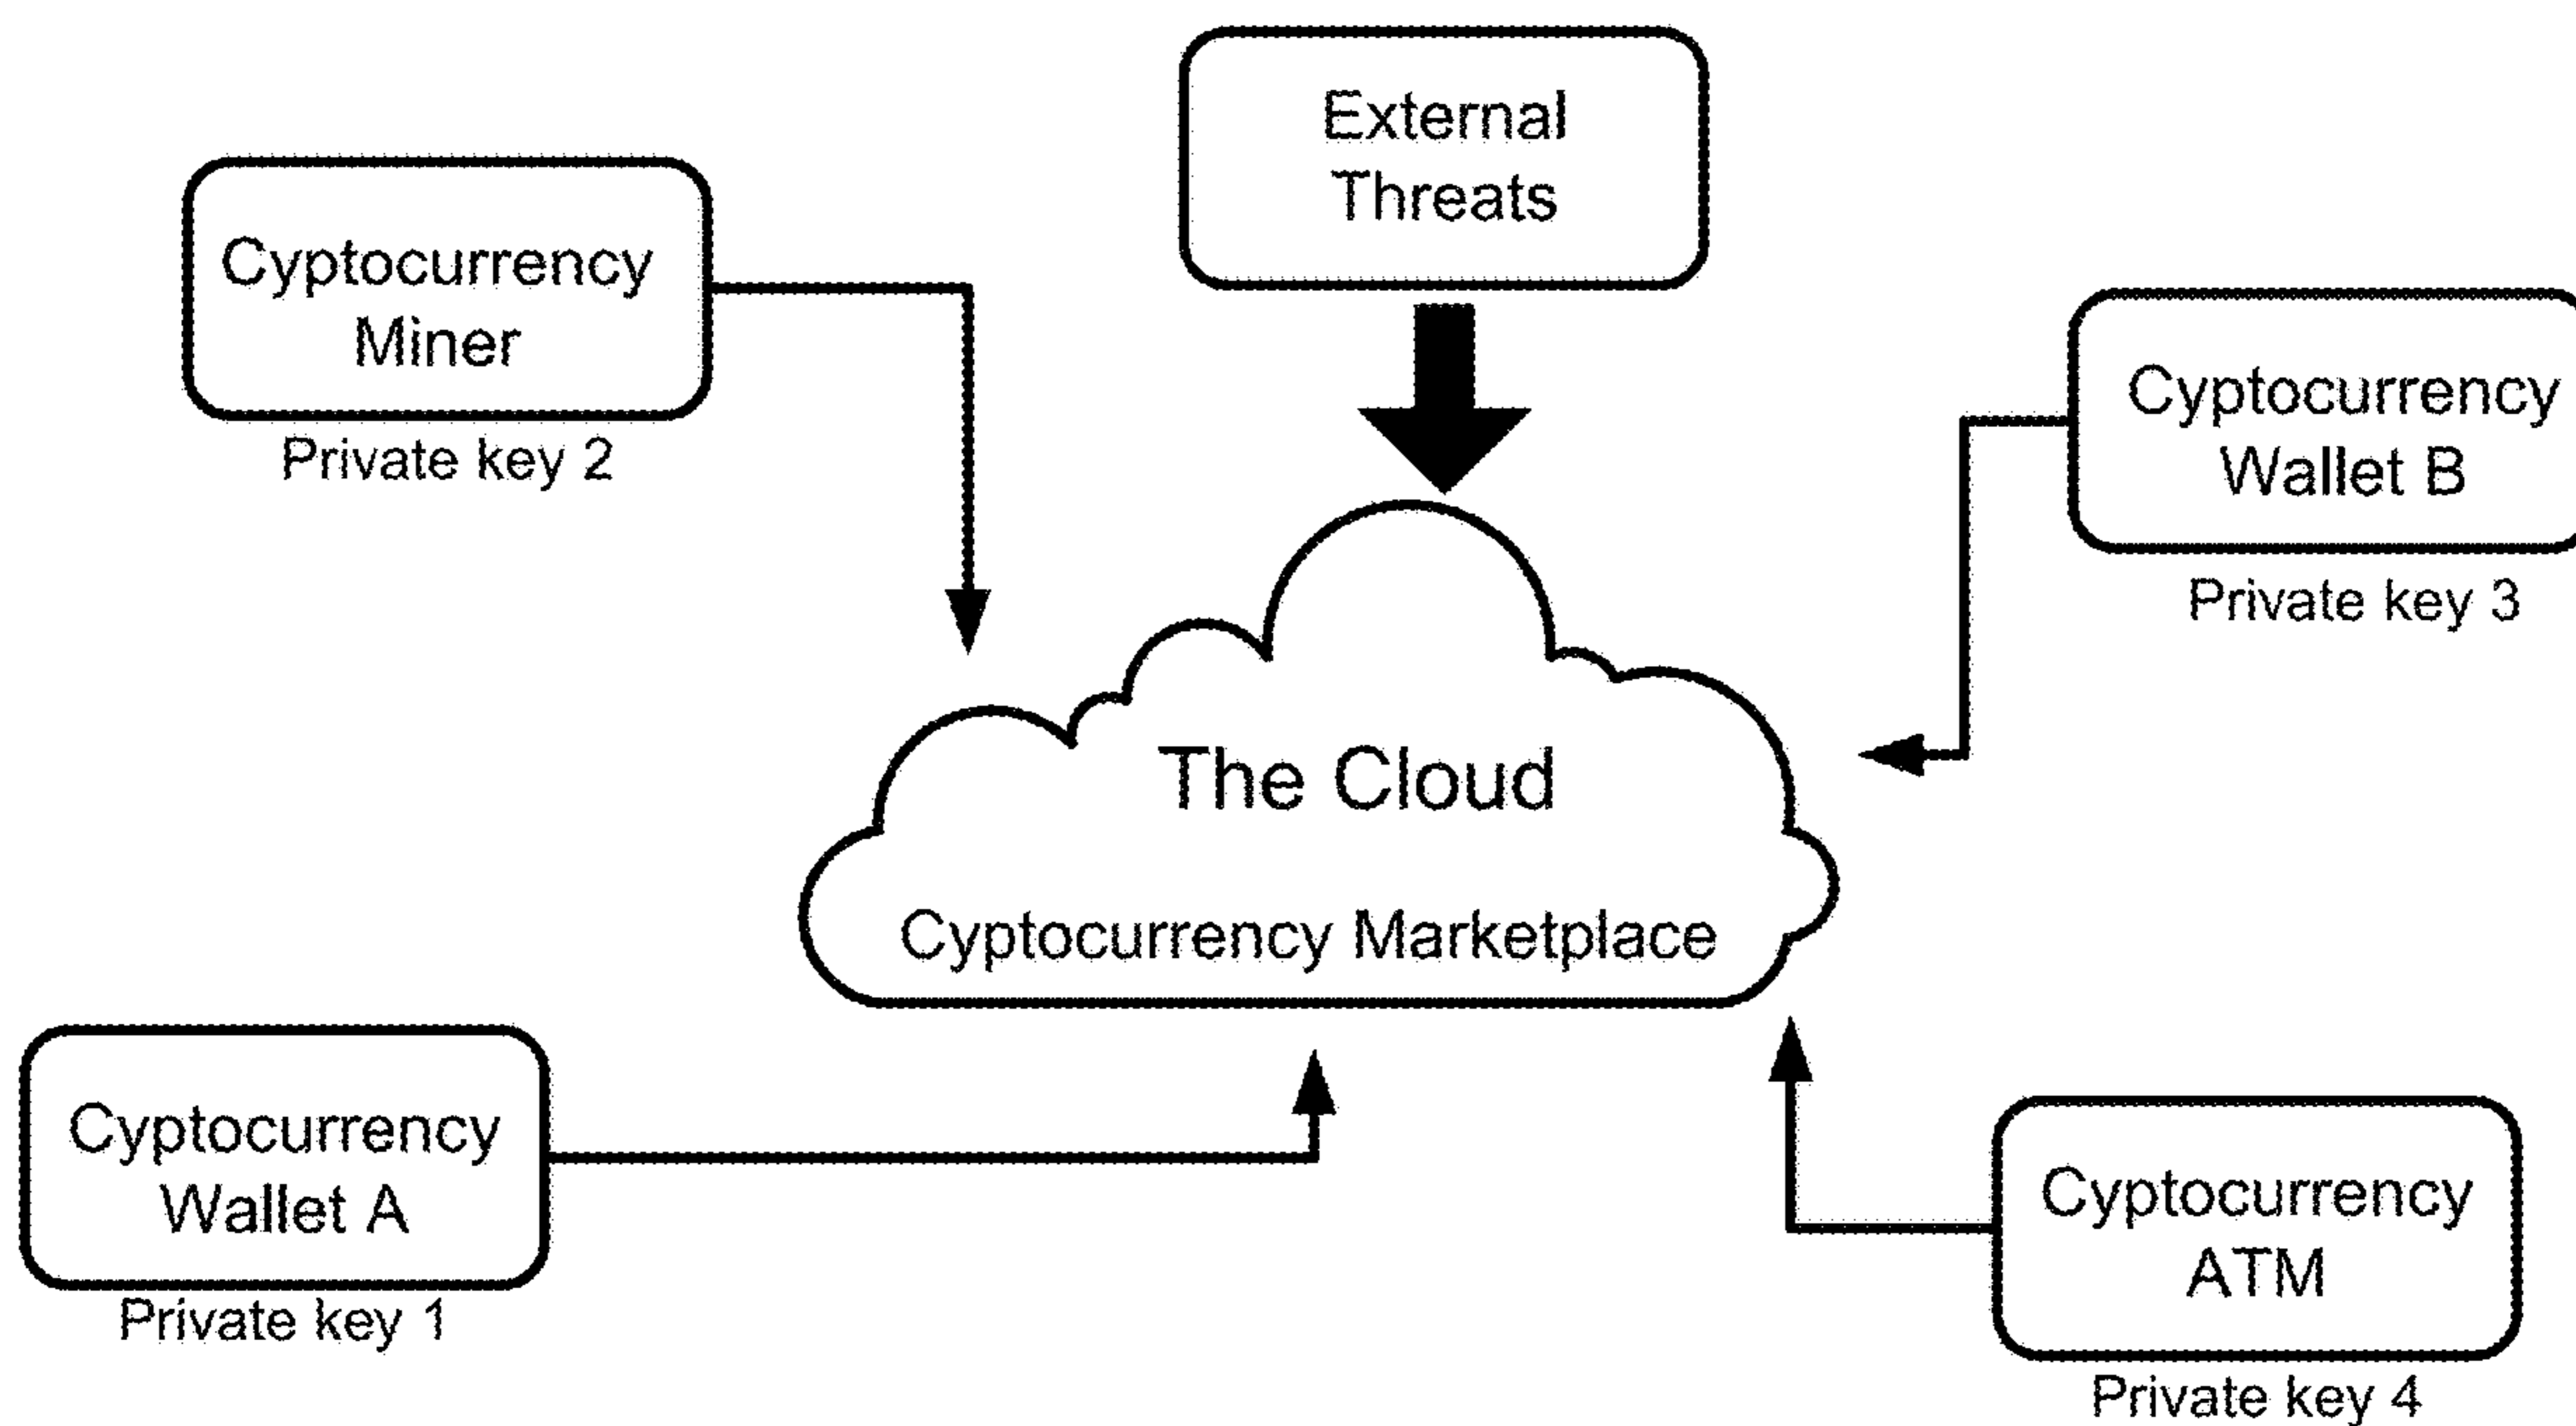 External
Threats
Cyptocurrency
Miner
Private key 2
Cyptocurrency
Wallet B
Private key 3
The Cloud
Cyptocurrency Marketplace
Cyptocurrency
Wallet A
Private key 1
Cyptocurrency
ATM
Private key 4